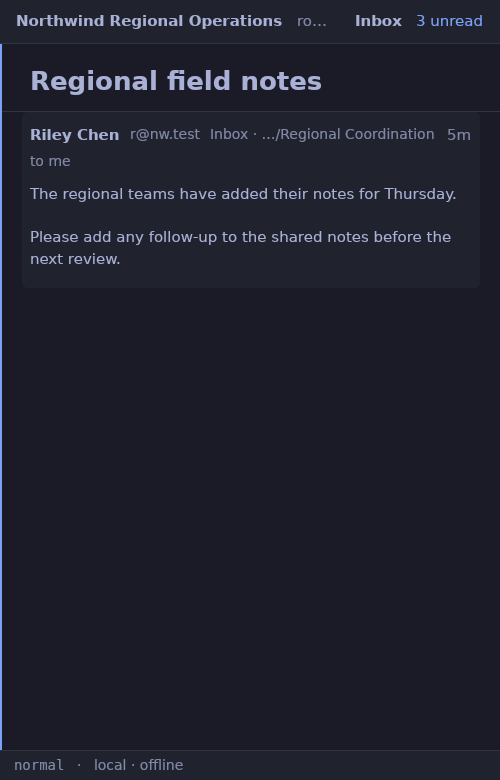 Northwind Regional Operations ro… Inbox 3 unread
Regional field notes
Riley Chen r@nw.test Inbox · …/Regional Coordination 5m
to me
The regional teams have added their notes for Thursday.
Please add any follow-up to the shared notes before the
next review.
normal · local · offline